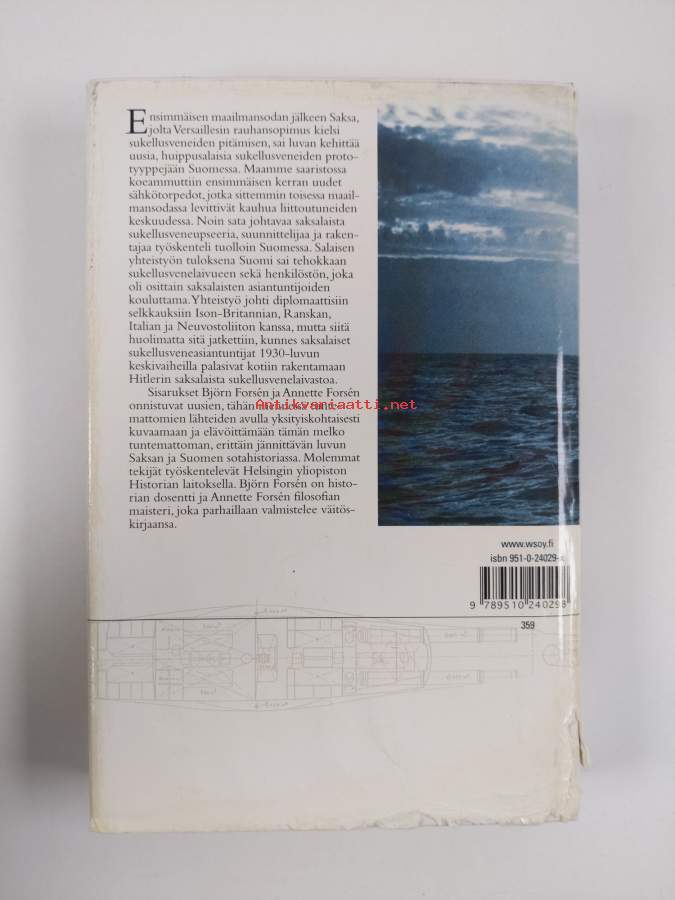 Ensimmäisen maailmansodan jälkeen Saksa,
jolta Versaillesin rauhansopimus kielsi
sukellusveneiden pitämisen, sai luvan kehittää
uusia, huippusalaisia sukellusveneiden proto-
tyyppejään Suomessa. Maamme saaristossa
koeammuttiin ensimmäisen kerran uudet
sähkötorpedot, jotka sittemmin toisessa maail-
mansodassa levittivät kauhua liittoutuneiden
keskuudessa. Noin sata johtavaa saksalaista
sukellusveneupseeria, suunnittelijaa ja raken-
tajaa työskenteli tuolloin Suomessa. Salaisen
yhteistyön tuloksena Suomi sai tehokkaan
sukellusvenelaivueen sekä henkilöstön, joka
oli osittain saksalaisten asiantuntijoiden
kouluttama. Yhteistyö johti diplomaattisiin
selkkauksiin Ison-Britannian, Ranskan,
Italian ja Neuvostoliiton kanssa, mutta siitä
huolimatta sitä jatkettiin, kunnes saksalaiset
sukellusveneasiantuntijat 1930-luvun
keskivaiheilla palasivat kotiin rakentamaan
Hitlerin saksalaista sukellusvenelaivastoa.
Sisarukset Björn Forsén ja Annette Forsén
onnistuvat uusien, tähän
mattomien lähteiden avulla yksityiskohtaisesti
kuvaamaan ja elävöittämään tämän melko
tuntemattoman, erittäin jännittävän luvun
Saksan ja Suomen sotahistoriassa. Molemmat
tekijät työskentelevät Helsingin yliopiston
Historian laitoksella. Björn Forsén on histo-
rian dosentti ja Annette Forsén filosofian
maisteri, joka parhaillaan valmistelee väitös-
kirjaansa.
Antikvariaatti.net
www.wsoy.fi
isbn 951-0-24029-
9 789510 240298
359